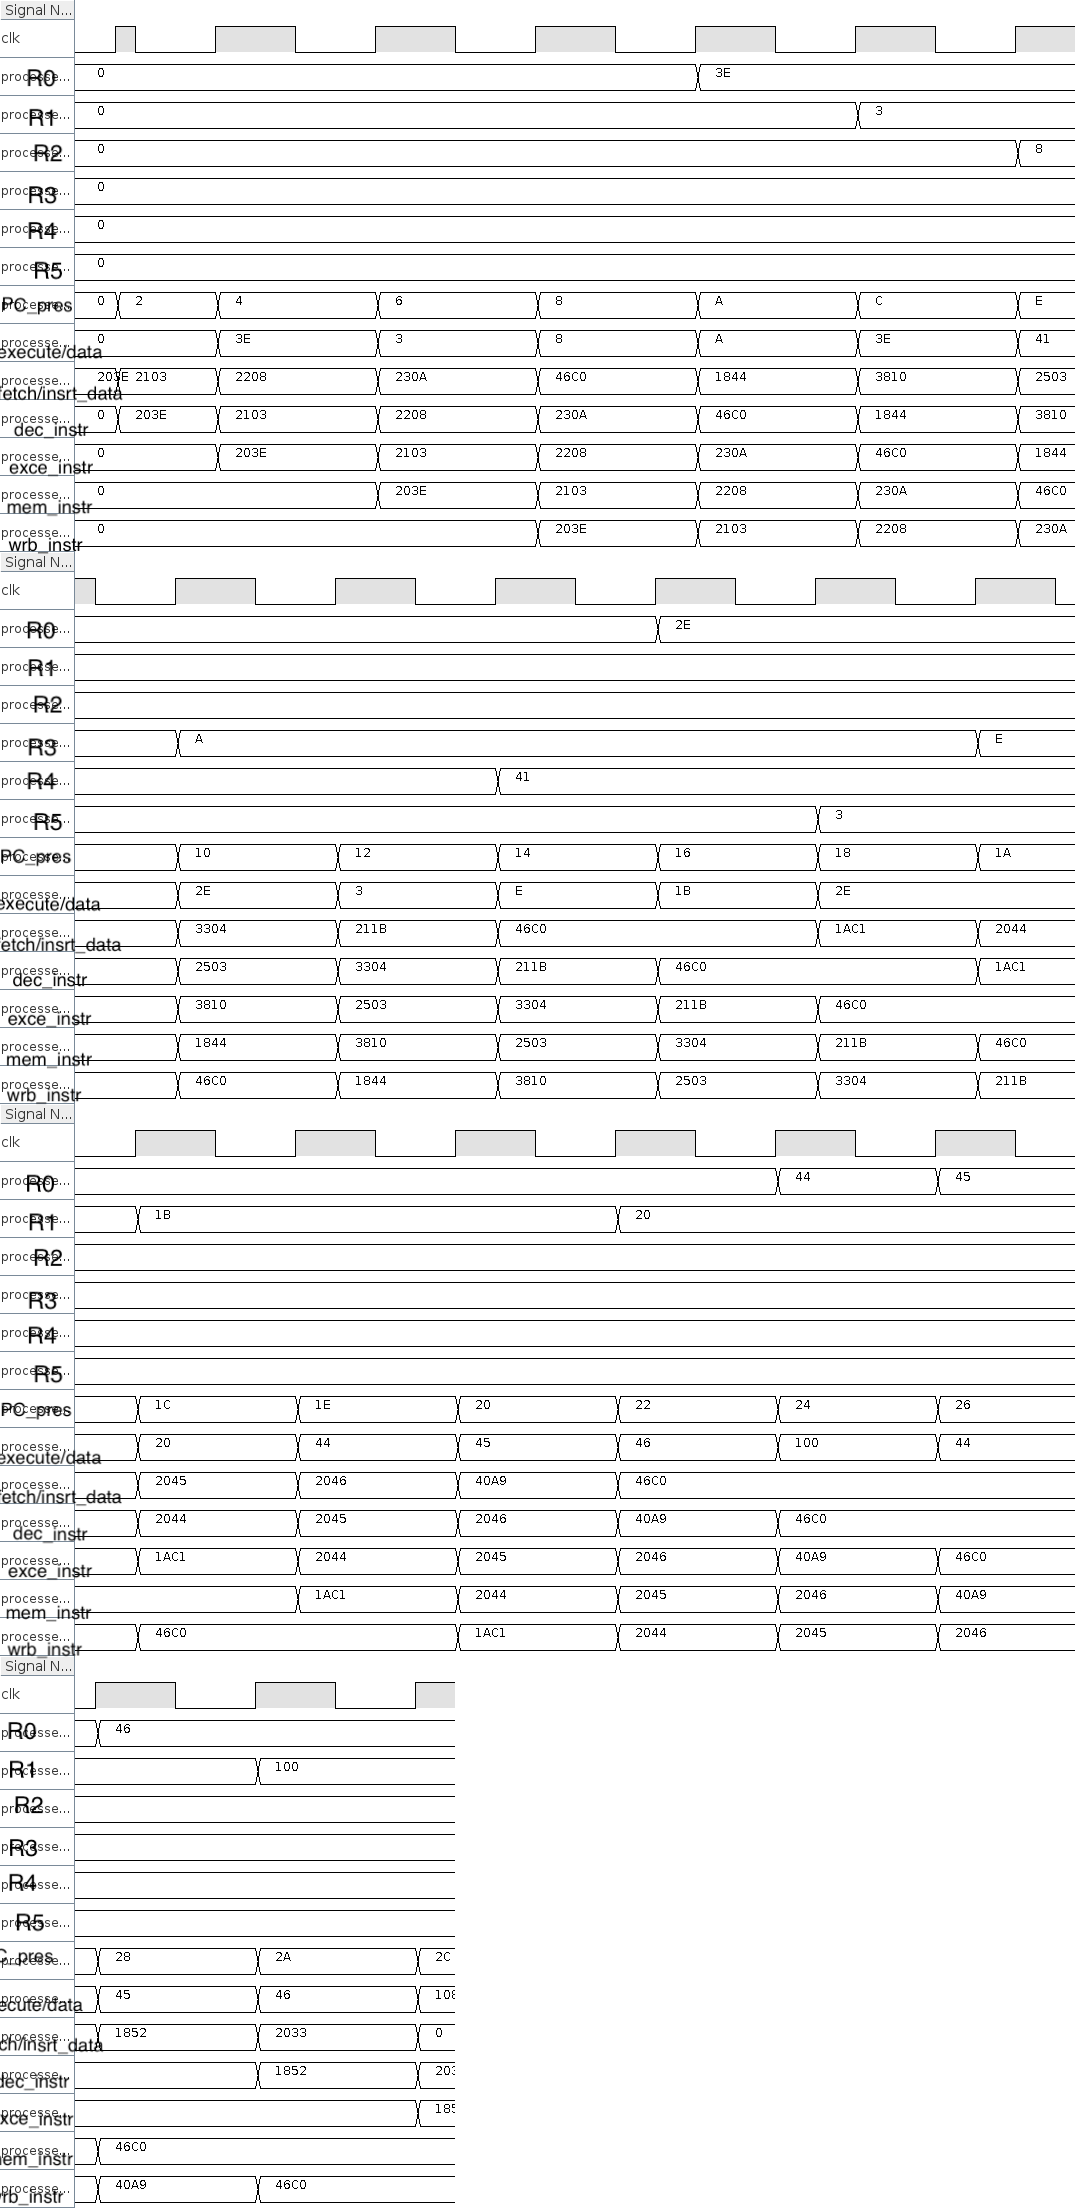 Signal N...
clk
processe... R0 0 3E
processe... R1 0 3
processe... R2 0 8
processe... R3 0
processe... R4 0
processe... R5 0
processe... PC_pres 0 2 4 6 8 A C E
processe... execute/data 0 3E 3 8 A 3E 41
processe... fetch/insrt_data 203E 2103 2208 230A 46C0 1844 3810 2503
processe... dec_instr 0 203E 2103 2208 230A 46C0 1844 3810
processe... exce_instr 0 203E 2103 2208 230A 46C0 1844
processe... mem_instr 0 203E 2103 2208 230A 46C0
processe... wrb_instr 0 203E 2103 2208 230A
Signal N...
clk
processe... R0 2E
processe... R1
processe... R2
processe... R3 A E
processe... R4 41
processe... R5 3
processe... PC_pres 10 12 14 16 18 1A
processe... execute/data 2E 3 E 1B 2E
processe... etch/insrt_data 3304 211B 46C0 1AC1 2044
processe... dec_instr 2503 3304 211B 46C0 1AC1
processe... exce_instr 3810 2503 3304 211B 46C0
processe... mem_instr 1844 3810 2503 3304 211B 46C0
processe... wrb_instr 46C0 1844 3810 2503 3304 211B
Signal N...
clk
processe... R0 44 45
processe... R1 1B 20
processe... R2
processe... R3
processe... R4
processe... R5
processe... PC_pres 1C 1E 20 22 24 26
processe... execute/data 20 44 45 46 100 44
processe... fetch/insrt_data 2045 2046 40A9 46C0
processe... dec_instr 2044 2045 2046 40A9 46C0
processe... exce_instr 1AC1 2044 2045 2046 40A9 46C0
processe... mem_instr 1AC1 2044 2045 2046 40A9
processe... wrb_instr 46C0 1AC1 2044 2045 2046
Signal N...
clk
processe... R0 46
processe... R1 100
processe... R2
processe... R3
processe... R4
processe... R5
processe... C_pres 28 2A 2C
processe... ecute/data 45 46 108
processe... ch/insrt_data 1852 2033 0
processe... dec_instr 1852 203
processe... xce_instr 185
processe... em_instr 46C0
processe... rb_instr 40A9 46C0